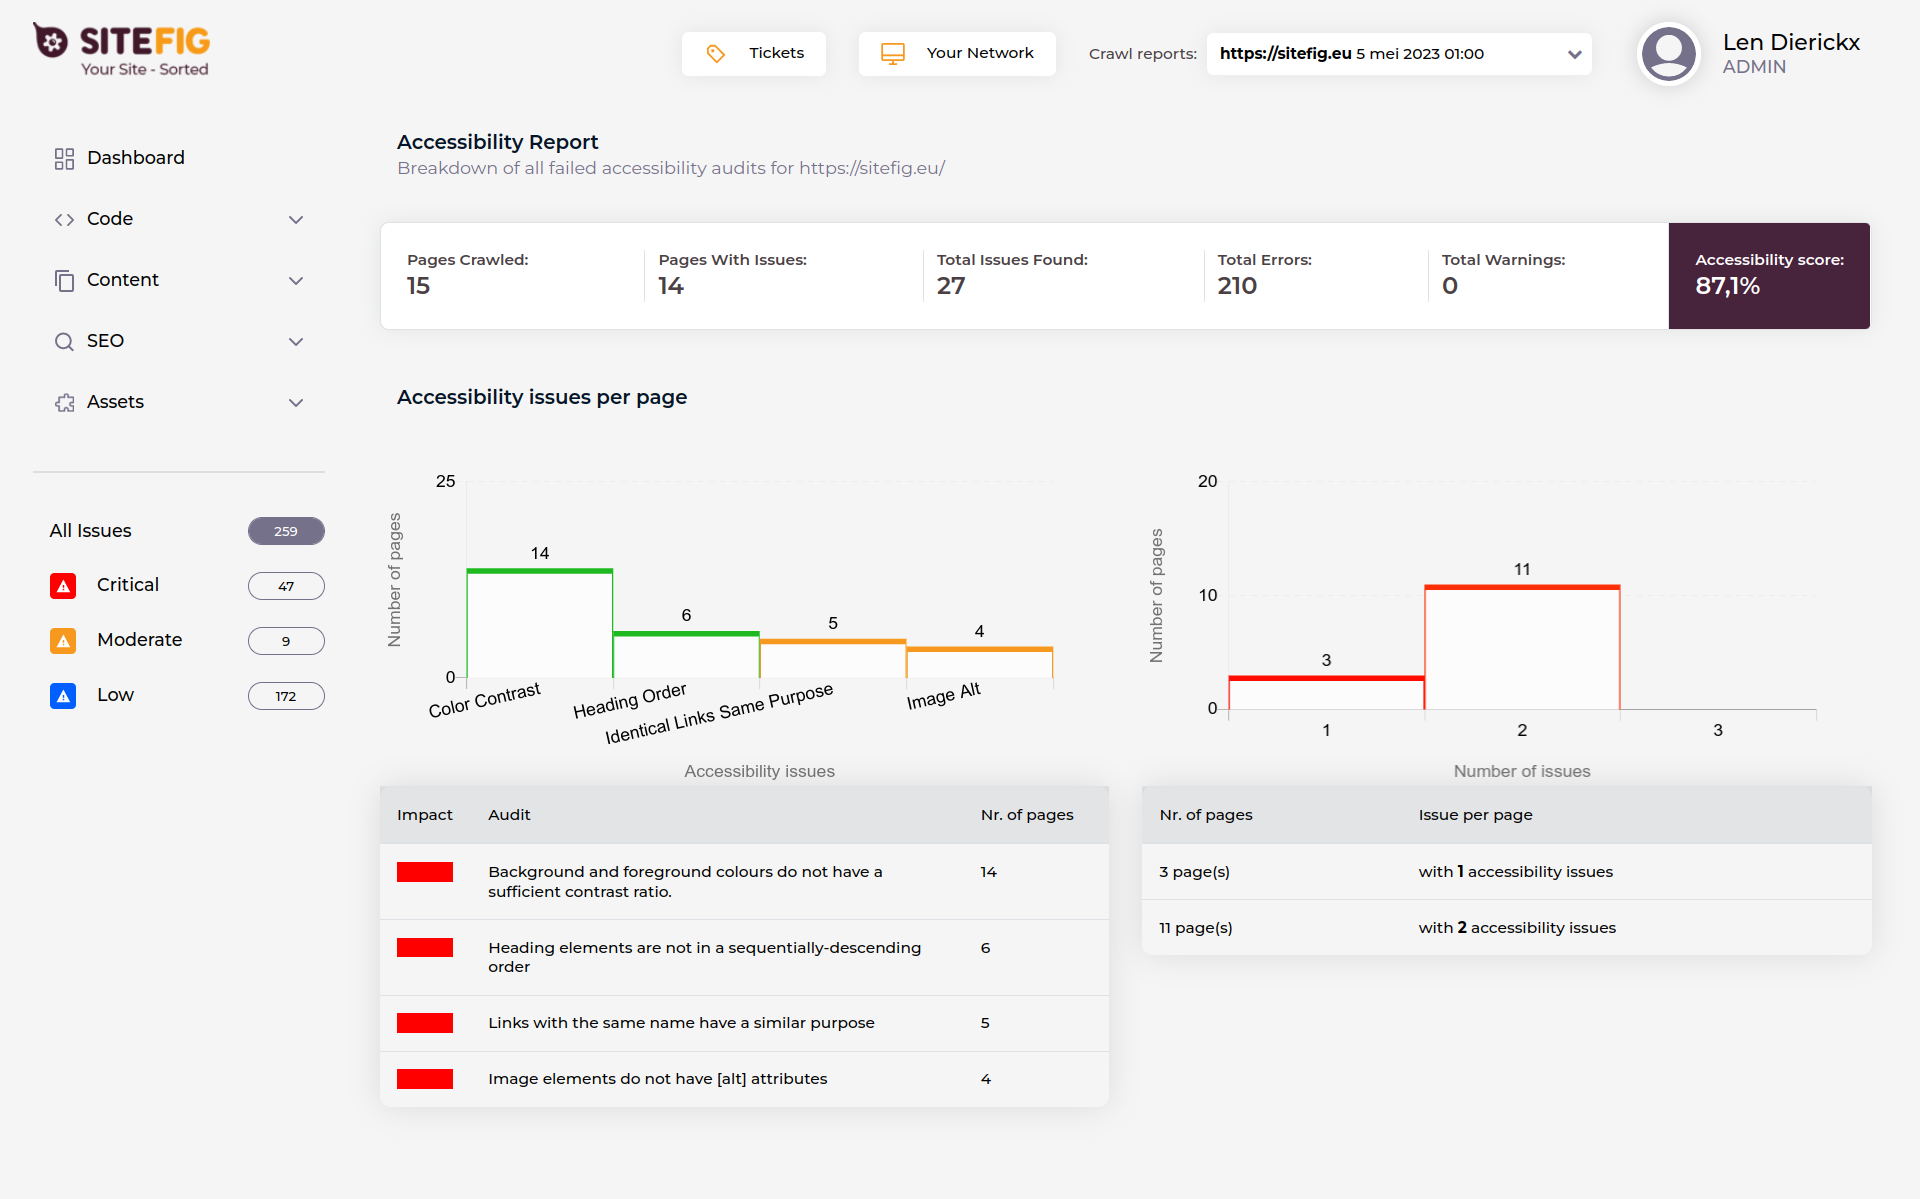 SITEFIG
Your Site - Sorted
Tickets
Your Network
Crawl reports:
https://sitefig.eu 5 mei 2023 01:00
Len Dierickx
ADMIN
Dashboard
Code
Content
SEO
Assets
All Issues 259
Critical 47
Moderate 9
Low 172
Accessibility Report
Breakdown of all failed accessibility audits for https://sitefig.eu/
Pages Crawled:
15
Pages With Issues:
14
Total Issues Found:
27
Total Errors:
210
Total Warnings:
0
Accessibility score:
87,1%
Accessibility issues per page
25
0
Number of pages
14
6
5
4
Color Contrast
Heading Order
Identical Links Same Purpose
Image Alt
Accessibility issues
20
10
0
Number of pages
3
11
1
2
3
Number of issues
Impact Audit Nr. of pages
Background and foreground colours do not have a 14
sufficient contrast ratio.
Heading elements are not in a sequentially-descending 6
order
Links with the same name have a similar purpose 5
Image elements do not have [alt] attributes 4
Nr. of pages Issue per page
3 page(s) with 1 accessibility issues
11 page(s) with 2 accessibility issues